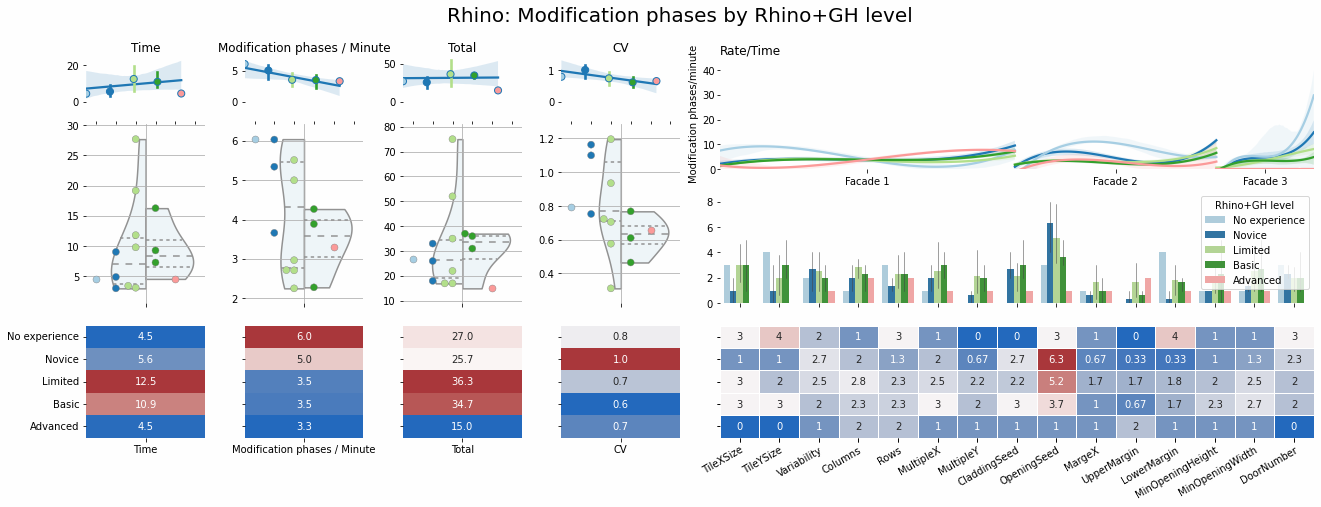 Rhino: Modification phases by Rhino+GH level
Time
Modification phases / Minute
Total
CV
Rate/Time
20
0
5
0
50
0
1
0
Modification phases/minute
40
30
20
10
0
Facade 1
Facade 2
Facade 3
30
25
20
15
10
5
6
5
4
3
2
80
70
60
50
40
30
20
10
1.2
1.0
0.8
0.6
0.4
8
6
4
2
0
Rhino+GH level
No experience
Novice
Limited
Basic
Advanced
No experience 4.5 6.0 27.0 0.8 3 4 2 1 3 1 0 0 3 1 0 4 1 1 3
Novice 5.6 5.0 25.7 1.0 1 1 2.7 2 1.3 2 0.67 2.7 6.3 0.67 0.33 0.33 1 1.3 2.3
Limited 12.5 3.5 36.3 0.7 3 2 2.5 2.8 2.3 2.5 2.2 2.2 5.2 1.7 1.7 1.8 2 2.5 2
Basic 10.9 3.5 34.7 0.6 3 3 2 2.3 2.3 3 2 3 3.7 1 0.67 1.7 2.3 2.7 2
Advanced 4.5 3.3 15.0 0.7 0 0 1 2 2 1 1 1 1 1 2 1 1 1 0
Time
Modification phases / Minute
Total
CV
TileXSize
TileYSize
Variability
Columns
Rows
MultipleX
MultipleY
CladdingSeed
OpeningSeed
MargeX
UpperMargin
LowerMargin
MinOpeningHeight
MinOpeningWidth
DoorNumber